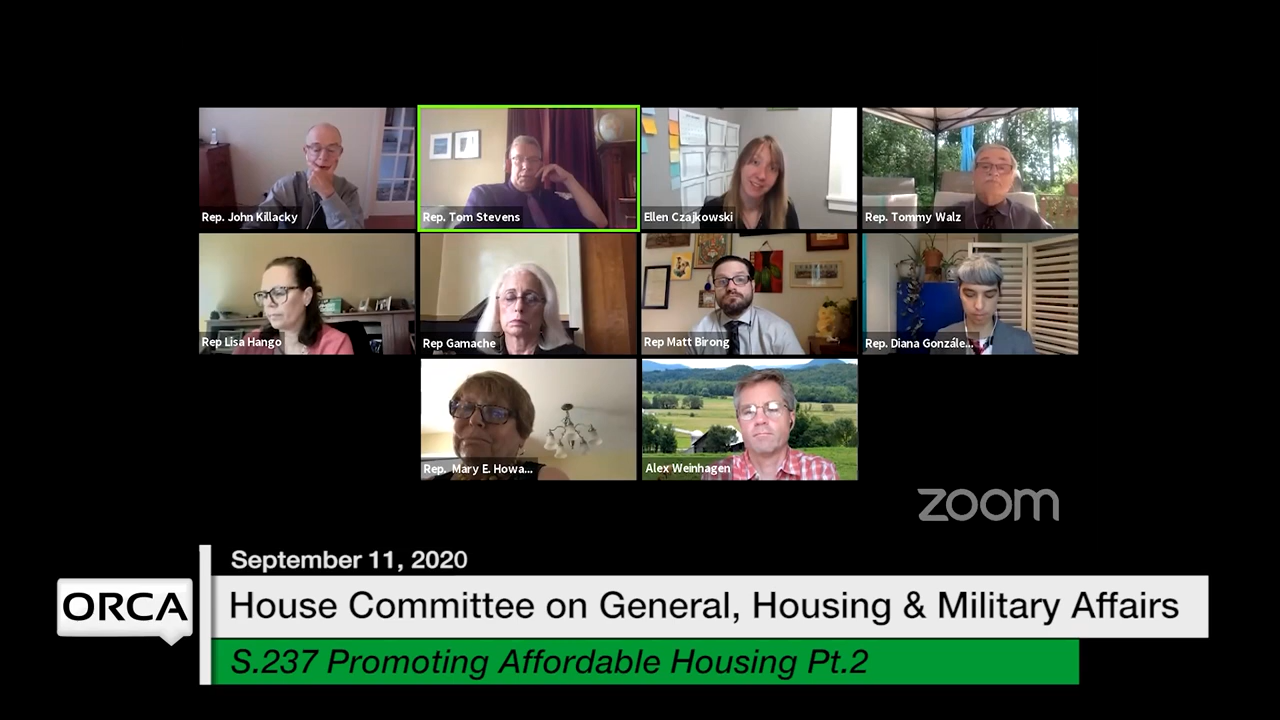 Rep. John Killacky
Rep. Tom Stevens
Ellen Czajkowski
Rep. Tommy Walz
Rep Lisa Hango
Rep Gamache
Rep Matt Birong
Rep. Diana Gonzále...
Rep. Mary E. Howa...
Alex Weinhagen
zoom
September 11, 2020
ORCA
House Committee on General, Housing & Military Affairs
S.237 Promoting Affordable Housing Pt.2